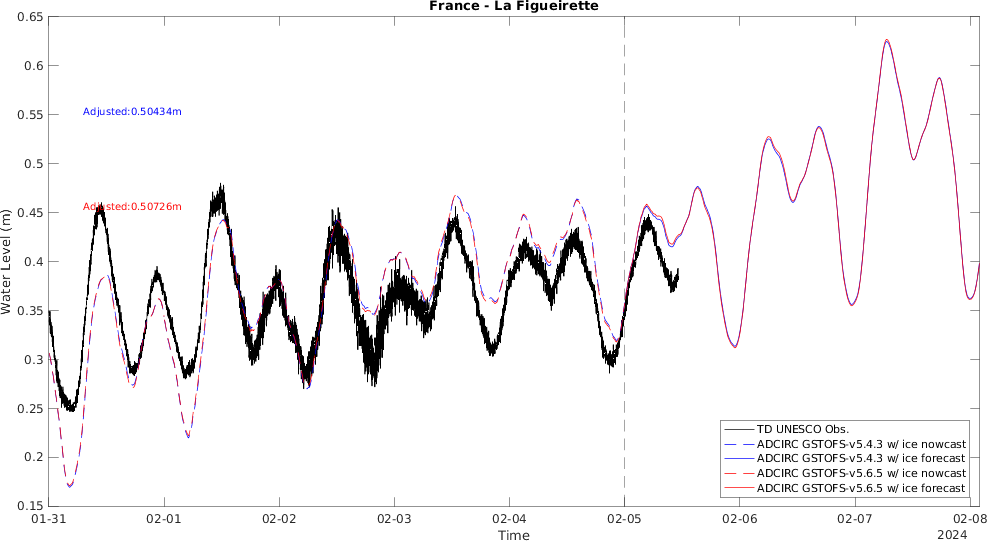 France - La Figueirette
0.65
0.6
0.55
0.5
0.45
0.4
0.35
0.3
0.25
0.2
0.15
Water Level (m)
Adjusted:0.50434m
Adjusted:0.50726m
TD UNESCO Obs.
ADCIRC GSTOFS-v5.4.3 w/ ice nowcast
ADCIRC GSTOFS-v5.4.3 w/ ice forecast
ADCIRC GSTOFS-v5.6.5 w/ ice nowcast
ADCIRC GSTOFS-v5.6.5 w/ ice forecast
01-31 02-01 02-02 02-03 02-04 02-05 02-06 02-07 02-08
Time
2024